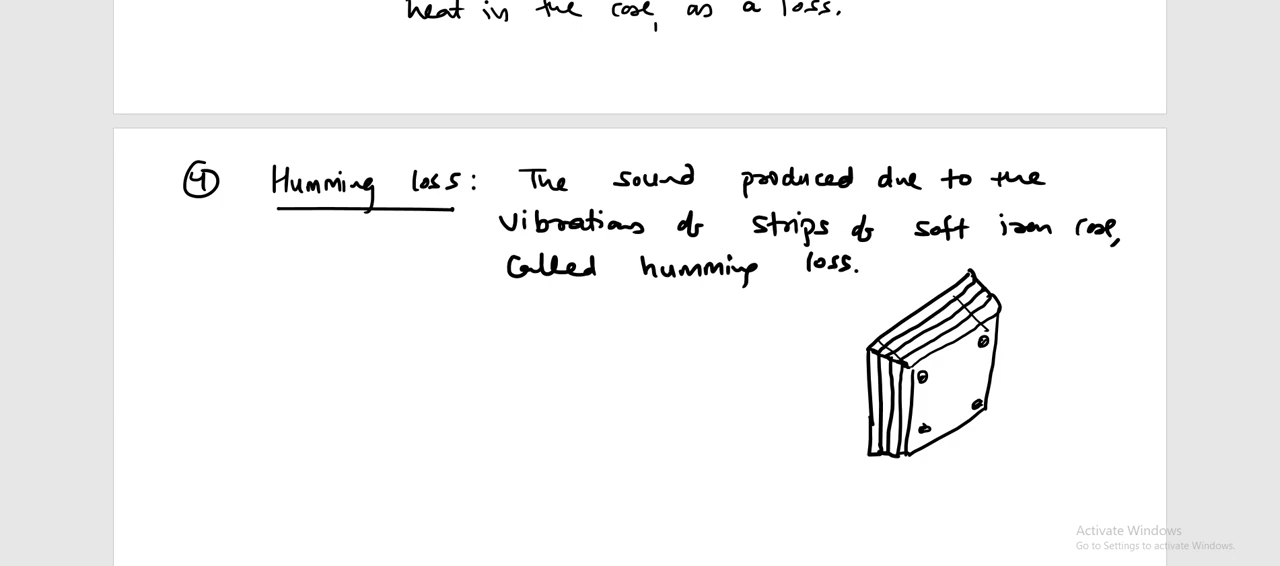 heat in the core, as a loss.
④ Humming loss: The sound produced due to the
vibrations of strips of soft iron core,
Called humming loss.
Activate Windows
Go to Settings to activate Windows.